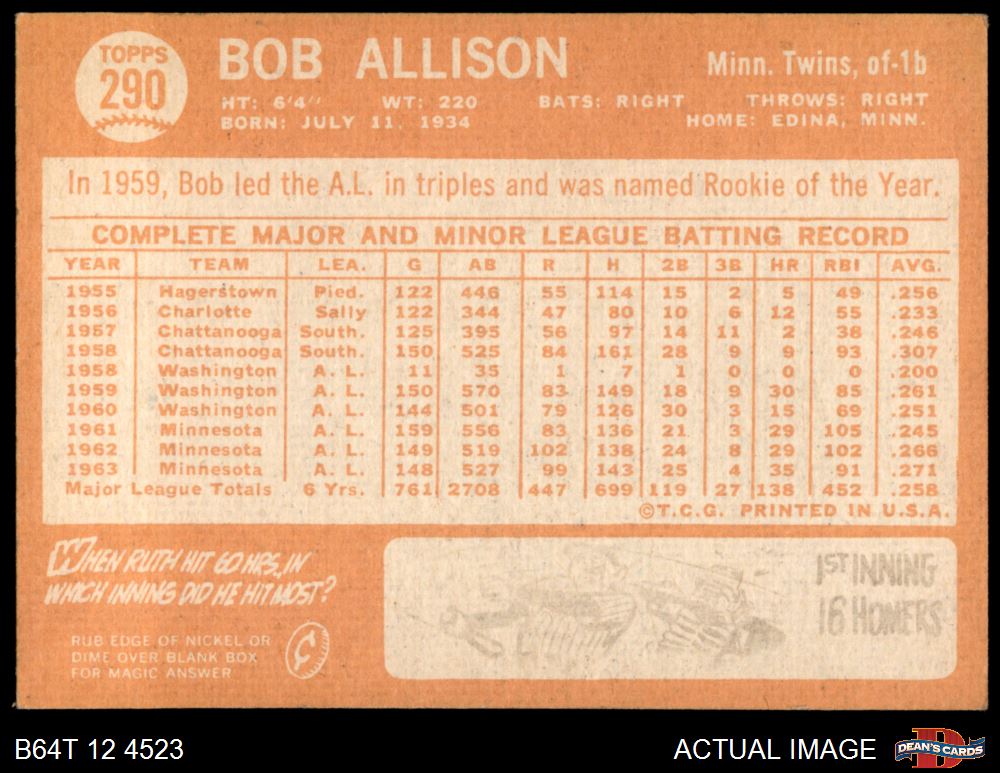 TOPPS
290
BOB ALLISON
Minn. Twins, of-1b
HT: 6'4" WT: 220 BATS: RIGHT THROWS: RIGHT
BORN: JULY 11, 1934 HOME: EDINA, MINN.
In 1959, Bob led the A.L. in triples and was named Rookie of the Year.
COMPLETE MAJOR AND MINOR LEAGUE BATTING RECORD
YEAR TEAM LEA. G AB R H 2B 3B HR RBI AVG.
1955 Hagerstown Pied. 122 446 55 114 15 2 5 49 .256
1956 Charlotte Sally 122 344 47 80 10 6 12 55 .233
1957 Chattanooga South. 125 395 56 97 14 11 2 38 .246
1958 Chattanooga South. 150 525 84 161 28 9 9 93 .307
1958 Washington A. L. 11 35 1 7 1 0 0 0 .200
1959 Washington A. L. 150 570 83 149 18 9 30 85 .261
1960 Washington A. L. 144 501 79 126 30 3 15 69 .251
1961 Minnesota A. L. 159 556 83 136 21 3 29 105 .245
1962 Minnesota A. L. 149 519 102 138 24 8 29 102 .266
1963 Minnesota A. L. 148 527 99 143 25 4 35 91 .271
Major League Totals 6 Yrs. 761 2708 447 699 119 27 138 452 .258
©T.C.G. PRINTED IN U.S.A.
WHEN RUTH HIT 60 HRS, IN
WHICH INNING DID HE HIT MOST?
RUB EDGE OF NICKEL OR
DIME OVER BLANK BOX
FOR MAGIC ANSWER
1ST INNING
16 HOMERS
B64T 12 4523
ACTUAL IMAGE
DEAN'S CARDS